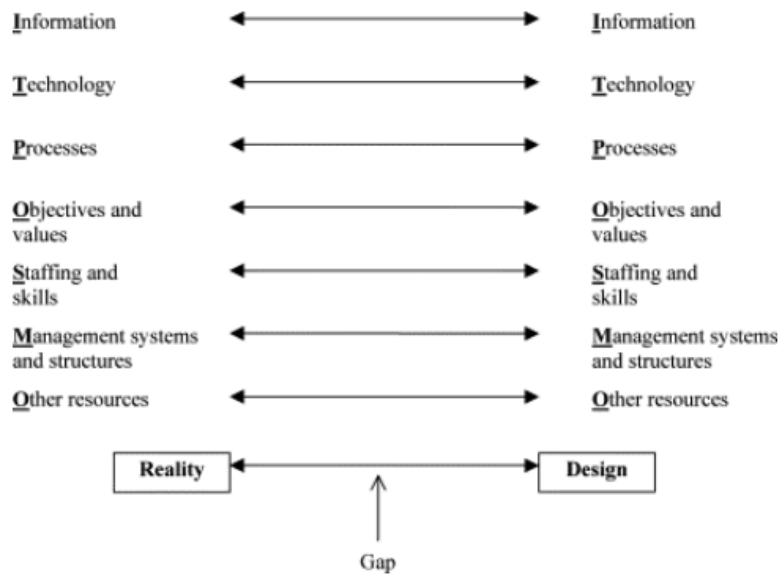 Information Information
Technology Technology
Processes Processes
Objectives and Objectives and
values values
Staffing and Staffing and
skills skills
Management systems Management systems
and structures and structures
Other resources Other resources
Reality Design
Gap